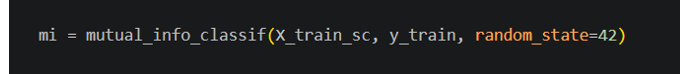 mi = mutual_info_classif(X_train_sc, y_train, random_state=42)